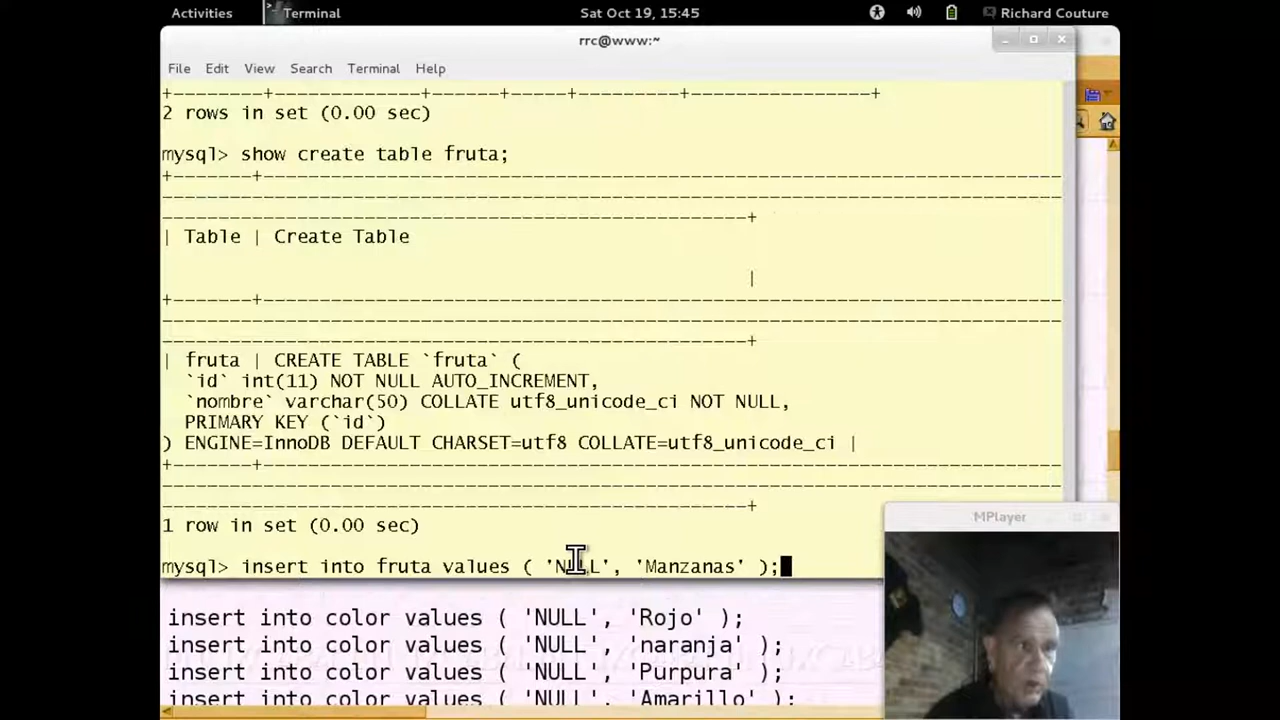 Activities Terminal Sat Oct 19, 15:45 Richard Couture
rrc@www:~
File Edit View Search Terminal Help
+--------+--------------+-------+-----+---------+----------------+
2 rows in set (0.00 sec)
mysql> show create table fruta;
| Table | Create Table
|
| fruta | CREATE TABLE `fruta` (
`id` int(11) NOT NULL AUTO_INCREMENT,
`nombre` varchar(50) COLLATE utf8_unicode_ci NOT NULL,
PRIMARY KEY (`id`)
) ENGINE=InnoDB DEFAULT CHARSET=utf8 COLLATE=utf8_unicode_ci |
1 row in set (0.00 sec)
MPlayer
mysql> insert into fruta values ( 'NULL', 'Manzanas' );
insert into color values ( 'NULL', 'Rojo' );
insert into color values ( 'NULL', 'naranja' );
insert into color values ( 'NULL', 'Purpura' );
insert into color values ( 'NULL', 'Amarillo' );